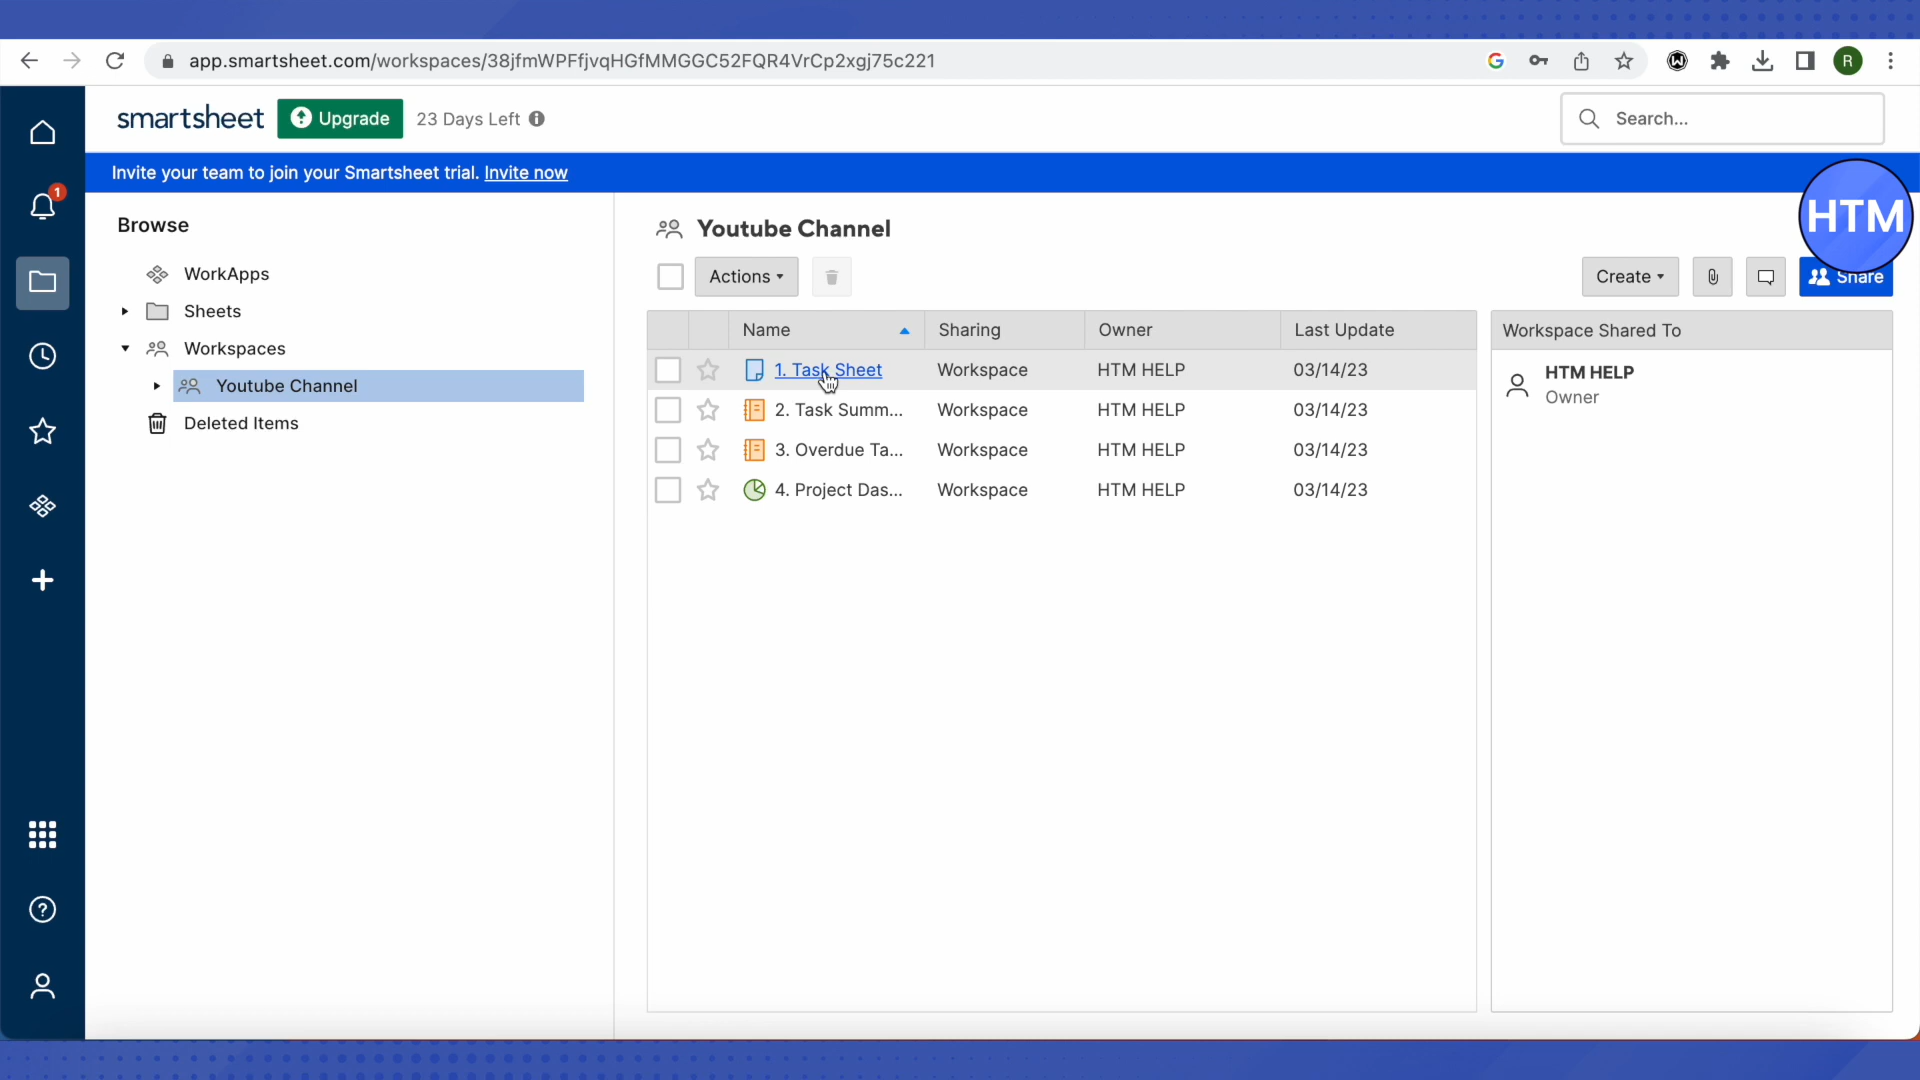 app.smartsheet.com/workspaces/38jfmWPFfjvqHGfMMGGC52FQR4VrCp2xgj75c221
R
smartsheet Upgrade 23 Days Left Search...
1
Invite your team to join your Smartsheet trial. Invite now
HTM
Browse
WorkApps
Sheets
Workspaces
Youtube Channel
Deleted Items
Youtube Channel
Actions Create Share
Name Sharing Owner Last Update
1. Task Sheet Workspace HTM HELP 03/14/23
2. Task Summ... Workspace HTM HELP 03/14/23
3. Overdue Ta... Workspace HTM HELP 03/14/23
4. Project Das... Workspace HTM HELP 03/14/23
Workspace Shared To
HTM HELP
Owner